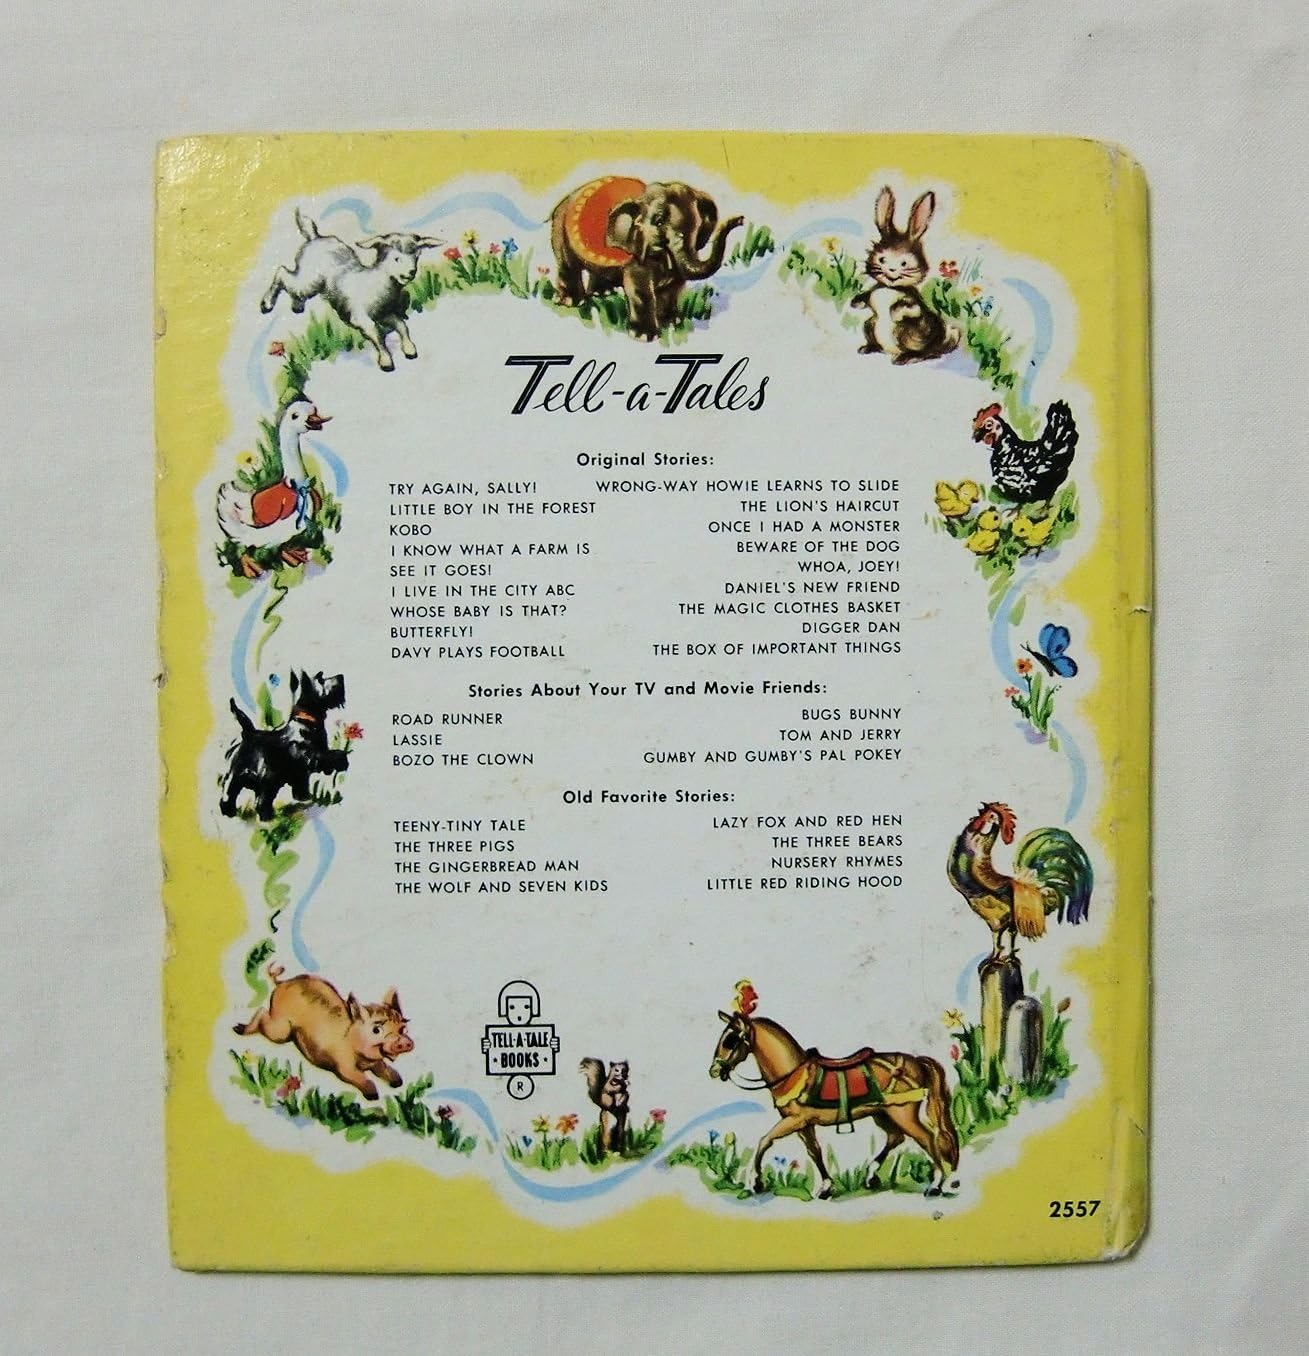 Tell-a-Tales
Original Stories:
TRY AGAIN, SALLY! WRONG-WAY HOWIE LEARNS TO SLIDE
LITTLE BOY IN THE FOREST THE LION'S HAIRCUT
KOBO ONCE I HAD A MONSTER
I KNOW WHAT A FARM IS BEWARE OF THE DOG
SEE IT GOES! WHOA, JOEY!
I LIVE IN THE CITY ABC DANIEL'S NEW FRIEND
WHOSE BABY IS THAT? THE MAGIC CLOTHES BASKET
BUTTERFLY! DIGGER DAN
DAVY PLAYS FOOTBALL THE BOX OF IMPORTANT THINGS
Stories About Your TV and Movie Friends:
ROAD RUNNER BUGS BUNNY
LASSIE TOM AND JERRY
BOZO THE CLOWN GUMBY AND GUMBY'S PAL POKEY
Old Favorite Stories:
TEENY-TINY TALE LAZY FOX AND RED HEN
THE THREE PIGS THE THREE BEARS
THE GINGERBREAD MAN NURSERY RHYMES
THE WOLF AND SEVEN KIDS LITTLE RED RIDING HOOD
TELL-A-TALE
BOOKS
R
2557